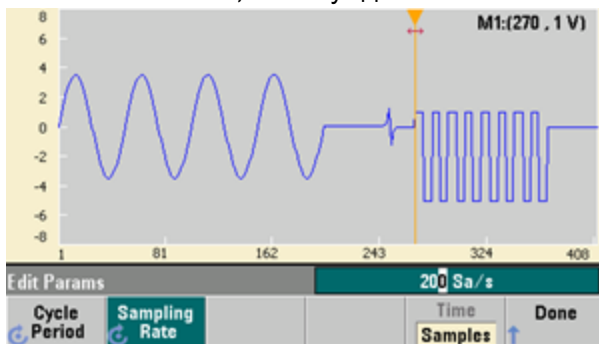 8
M1:(270 , 1 V)
6
4
2
0
-2
-4
-6
-8
1 81 162 243 324 408
Edit Params 200 Sa/s
Cycle Period
Sampling Rate
Time
Samples
Done